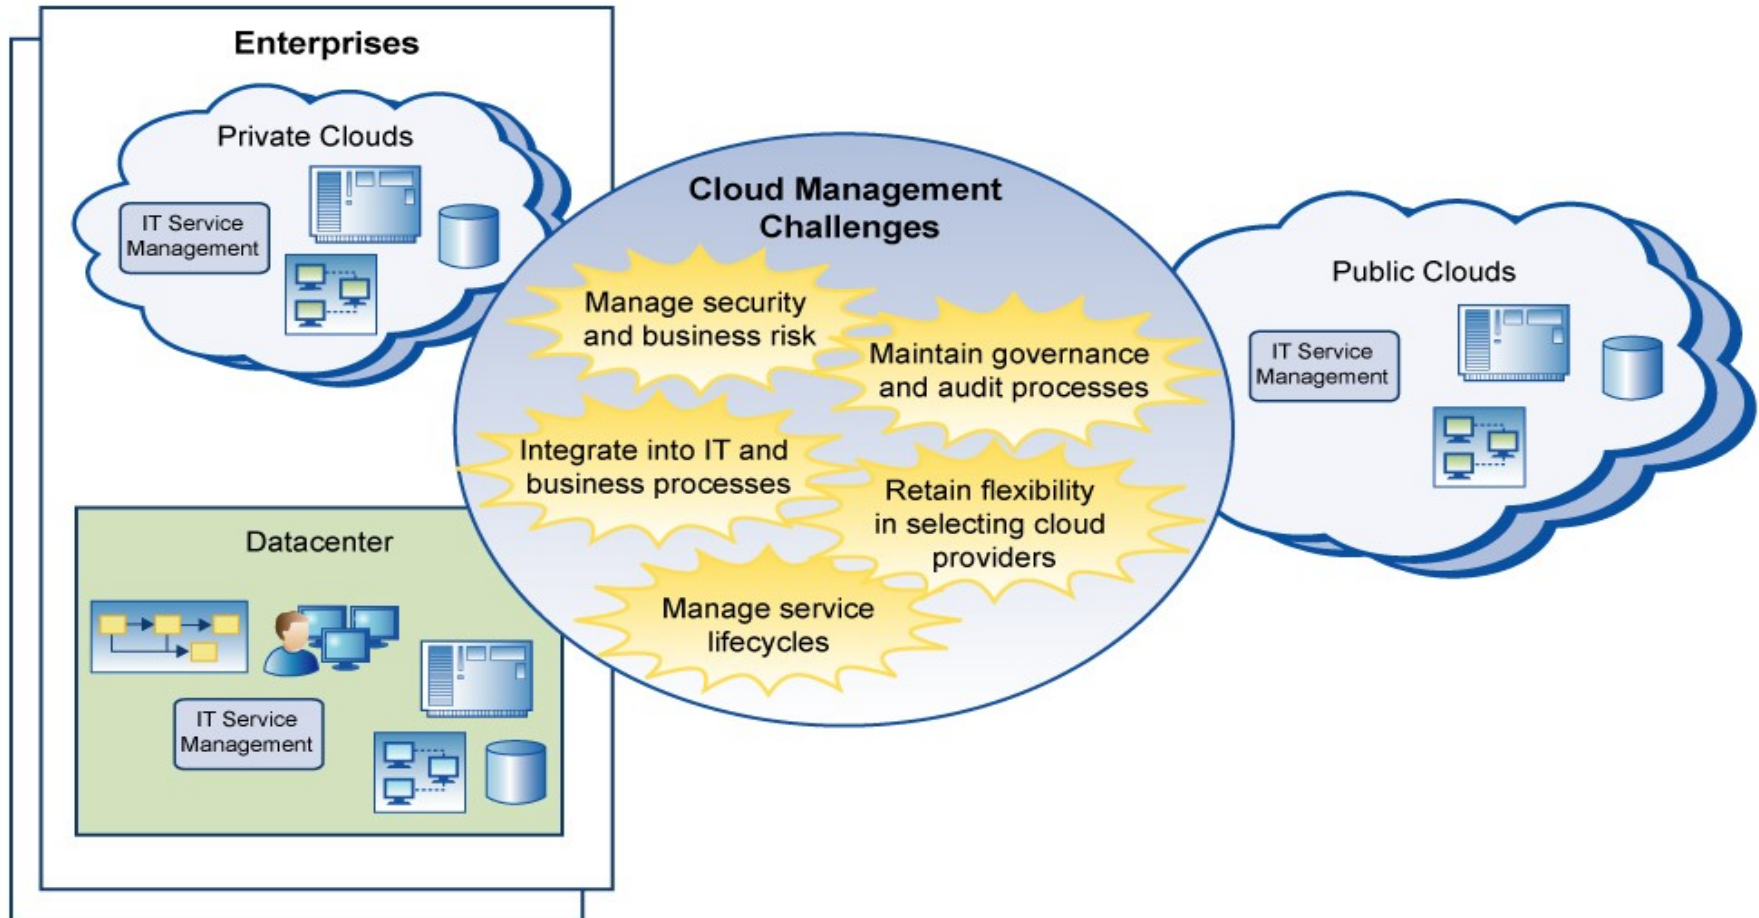 Enterprises
Private Clouds
IT Service
Management
Cloud Management
Challenges
Manage security
and business risk
Maintain governance
and audit processes
Integrate into IT and
business processes
Retain flexibility
in selecting cloud
providers
Manage service
lifecycles
Public Clouds
IT Service
Management
Datacenter
IT Service
Management